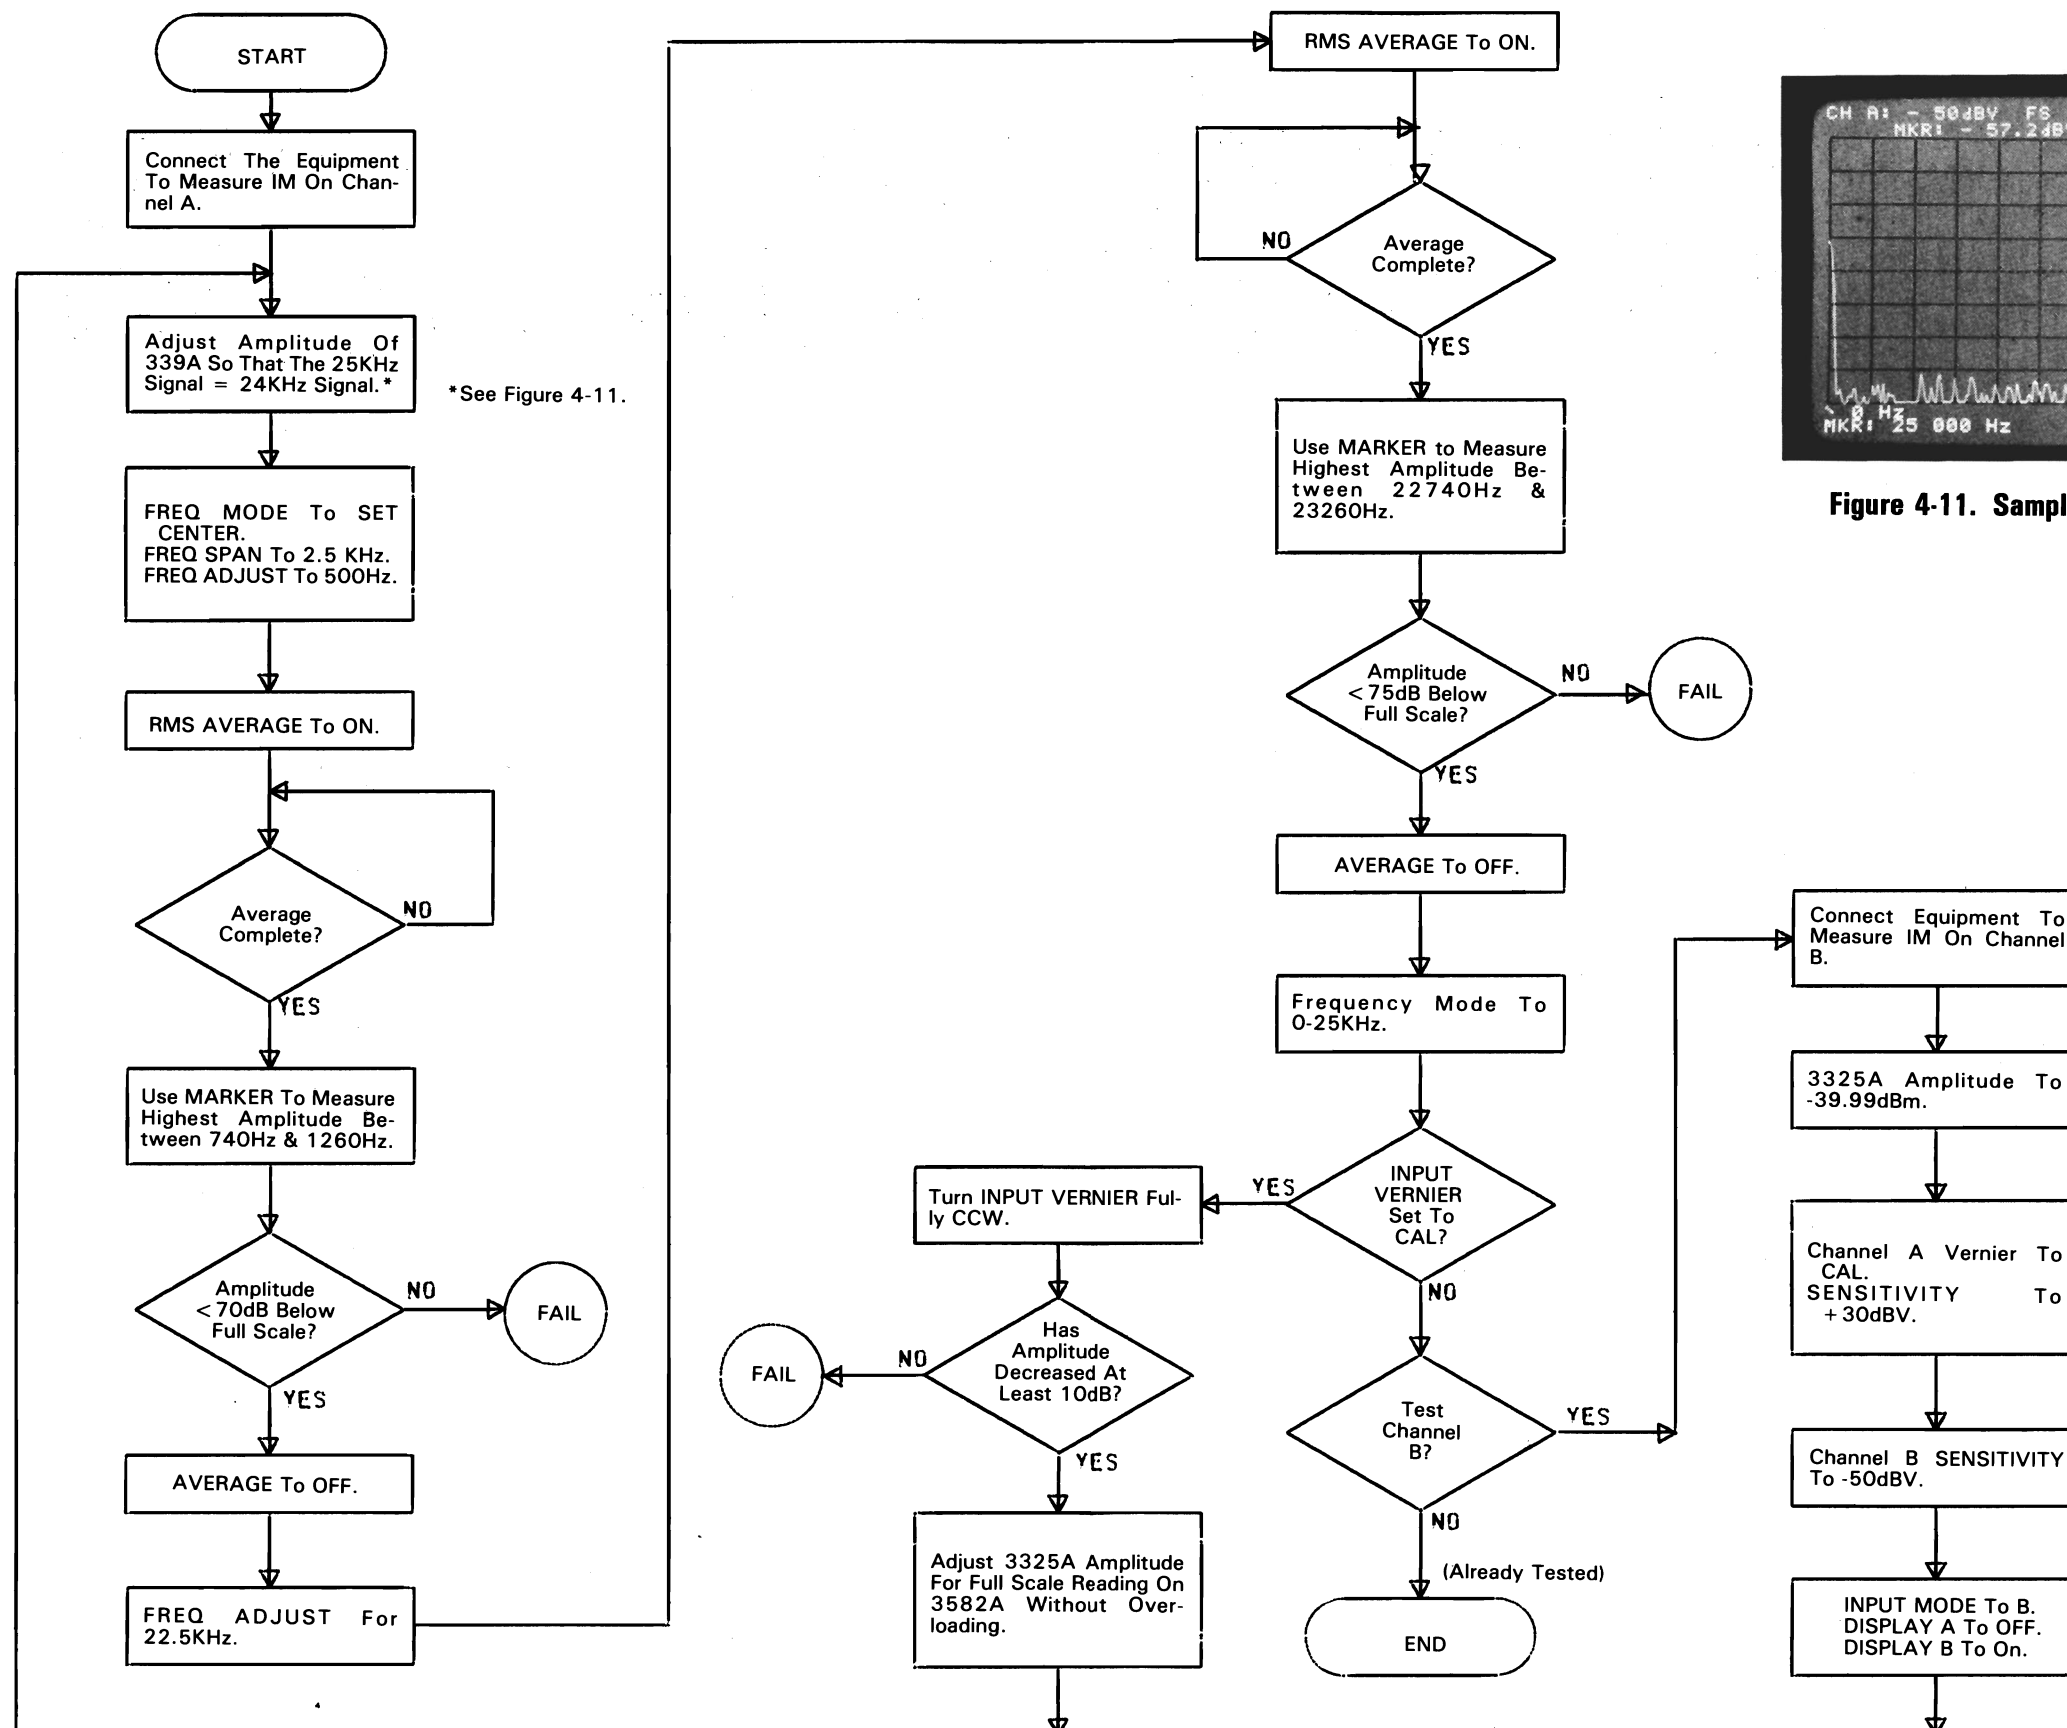 START
Connect The Equipment
To Measure IM On Chan-
nel A.
Adjust Amplitude Of
339A So That The 25KHz
Signal = 24KHz Signal.*
*See Figure 4-11.
FREQ MODE To SET
CENTER.
FREQ SPAN To 2.5 KHz.
FREQ ADJUST To 500Hz.
RMS AVERAGE To ON.
Average
Complete?
NO
YES
Use MARKER To Measure
Highest Amplitude Be-
tween 740Hz & 1260Hz.
Amplitude
<70dB Below
Full Scale?
NO
FAIL
YES
AVERAGE To OFF.
FREQ ADJUST For
22.5KHz.
RMS AVERAGE To ON.
NO
Average
Complete?
YES
Use MARKER to Measure
Highest Amplitude Be-
tween 22740Hz &
23260Hz.
Amplitude
<75dB Below
Full Scale?
NO
FAIL
YES
AVERAGE To OFF.
Frequency Mode To
0-25KHz.
INPUT
VERNIER
Set To
CAL?
YES
Turn INPUT VERNIER Ful-
ly CCW.
Has
Amplitude
Decreased At
Least 10dB?
NO
FAIL
YES
Adjust 3325A Amplitude
For Full Scale Reading On
3582A Without Over-
loading.
NO
Test
Channel
B?
YES
NO
(Already Tested)
END
CH A: - 50dBV FS
MKR: - 57.2dB
0 Hz
MKR: 25 000 Hz
Figure 4-11. Sampl
Connect Equipment To
Measure IM On Channel
B.
3325A Amplitude To
-39.99dBm.
Channel A Vernier To
CAL.
SENSITIVITY To
+30dBV.
Channel B SENSITIVITY
To -50dBV.
INPUT MODE To B.
DISPLAY A To OFF.
DISPLAY B To On.